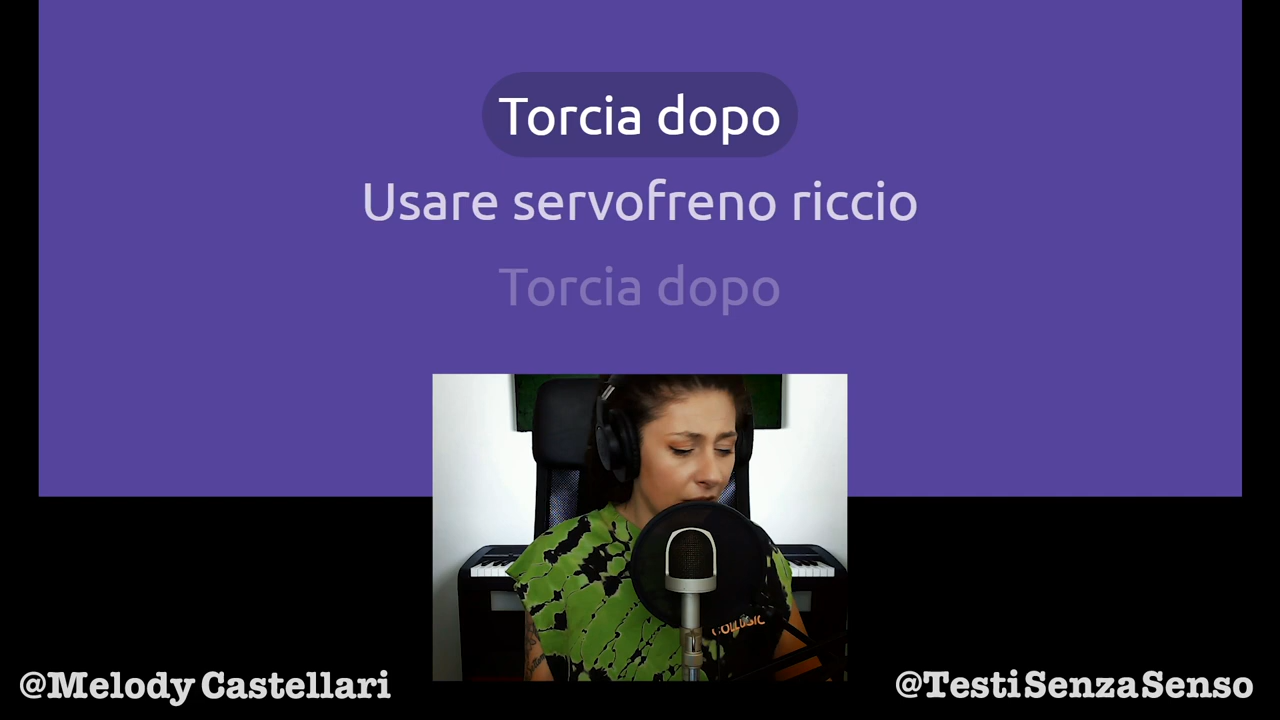 Torcia dopo
Usare servofreno riccio
Torcia dopo
@Melody Castellari
@TestiSenzaSenso